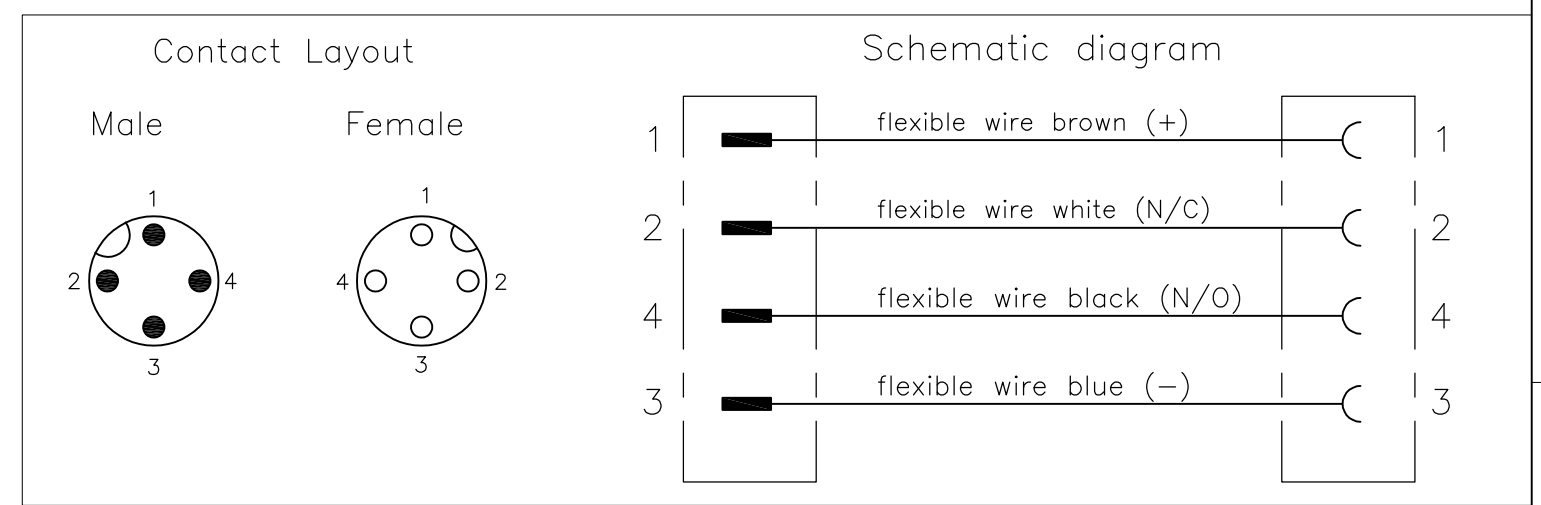 Contact Layout
Male
Female
1
2
4
3
1
4
2
3
Schematic diagram
1 flexible wire brown (+) 1
2 flexible wire white (N/C) 2
4 flexible wire black (N/O) 4
3 flexible wire blue (−) 3